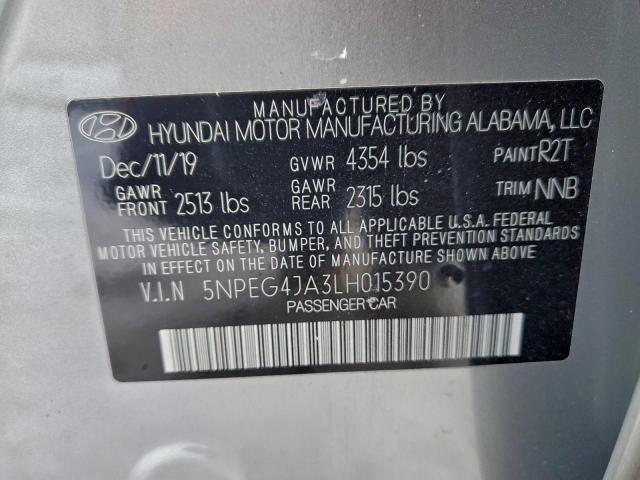 MANUFACTURED BY
HYUNDAI MOTOR MANUFACTURING ALABAMA, LLC
Dec/11/19 GVWR 4354 lbs PAINT R2T
GAWR FRONT 2513 lbs GAWR REAR 2315 lbs TRIM NNB
THIS VEHICLE CONFORMS TO ALL APPLICABLE U.S.A. FEDERAL
MOTOR VEHICLE SAFETY, BUMPER, AND THEFT PREVENTION STANDARDS
IN EFFECT ON THE DATE OF MANUFACTURE SHOWN ABOVE
V.I.N 5NPEG4JA3LH015390
PASSENGER CAR